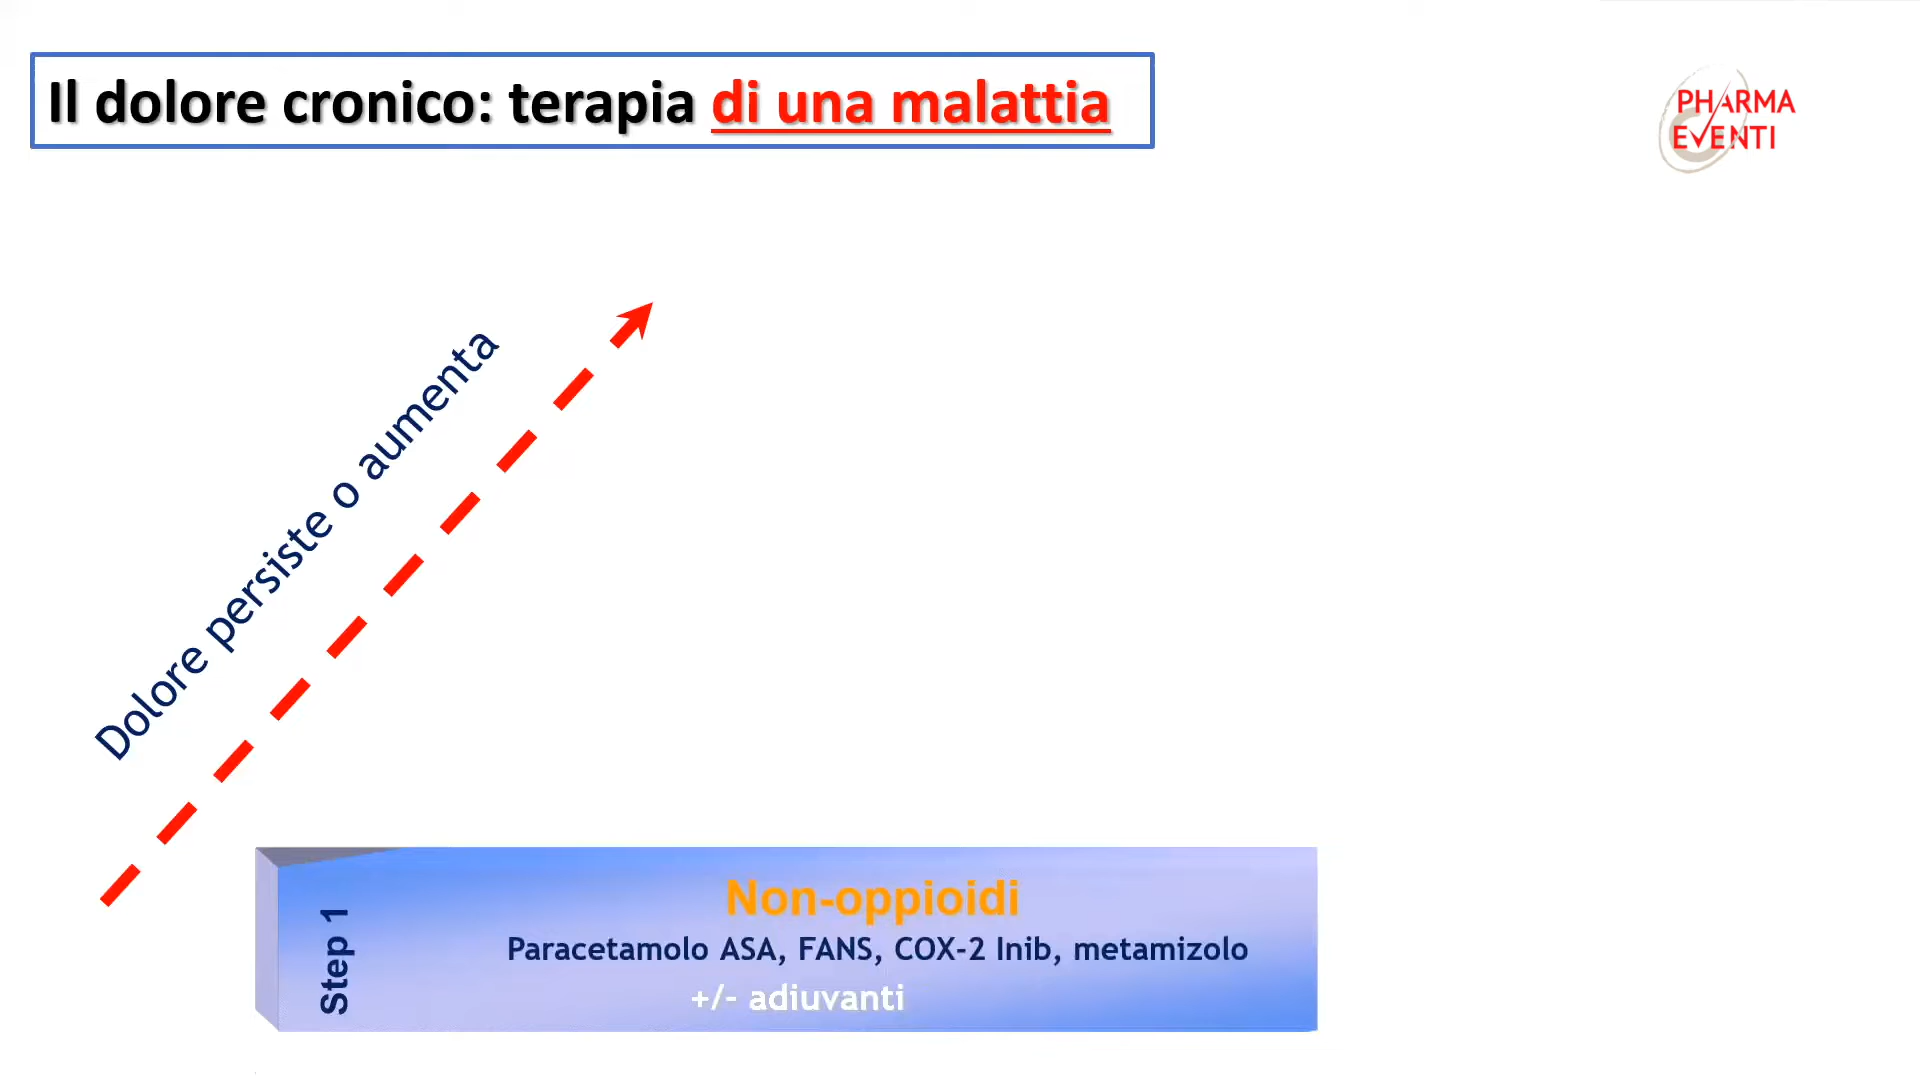 Il dolore cronico: terapia di una malattia
PHARMA
EVENTI
Dolore persiste o aumenta
Step 1
Non-oppioidi
Paracetamolo ASA, FANS, COX-2 Inib, metamizolo
+/- adiuvanti